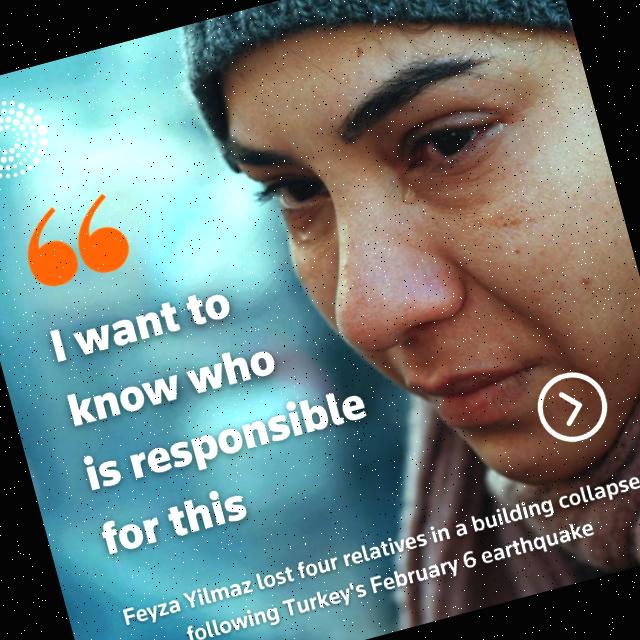 I want to
know who
is responsible
for this
Feyza Yilmaz lost four relatives in a building collapse
following Turkey's February 6 earthquake